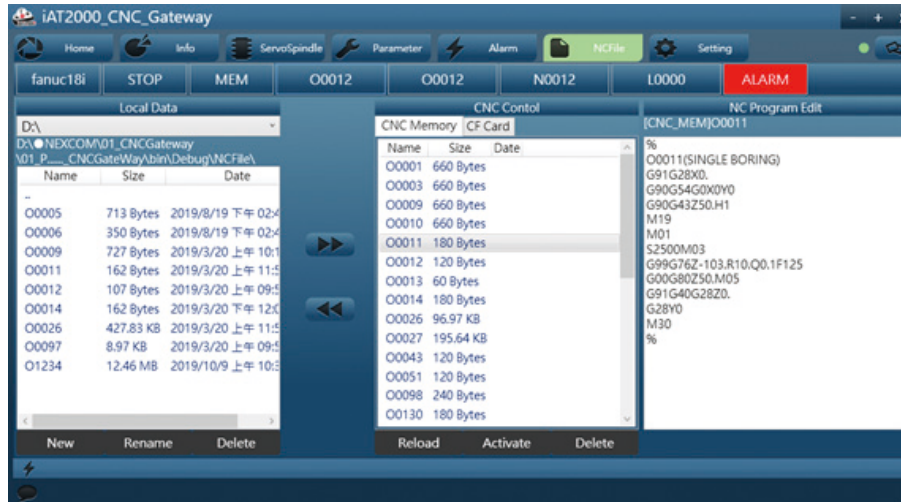 iAT2000_CNC_Gateway
Home Info ServoSpindle Parameter Alarm NCFile Setting
fanuc18i STOP MEM O0012 O0012 N0012 L0000 ALARM
Local Data
D:\
D:\●NEXCOM\01_CNCGateway
\01_P___CNCGateWay\bin\Debug\NCFile\
Name Size Date
..
O0005 713 Bytes 2019/8/19 下午 02:4
O0006 350 Bytes 2019/8/19 下午 02:4
O0009 727 Bytes 2019/3/20 上午 10:1
O0011 162 Bytes 2019/3/20 上午 11:5
O0012 107 Bytes 2019/3/20 上午 09:5
O0014 162 Bytes 2019/3/20 下午 12:0
O0026 427.83 KB 2019/3/20 上午 11:5
O0097 8.97 KB 2019/3/20 上午 09:5
O1234 12.46 MB 2019/10/9 上午 10:3
New Rename Delete
CNC Contol
CNC Memory CF Card
Name Size Date
O0001 660 Bytes
O0003 660 Bytes
O0009 660 Bytes
O0010 660 Bytes
O0011 180 Bytes
O0012 120 Bytes
O0013 60 Bytes
O0014 180 Bytes
O0026 96.97 KB
O0027 195.64 KB
O0043 120 Bytes
O0051 120 Bytes
O0098 240 Bytes
O0130 180 Bytes
Reload Activate Delete
NC Program Edit
[CNC_MEM]O0011
%
O0011(SINGLE BORING)
G91G28X0.
G90G54G0X0Y0
G90G43Z50.H1
M19
M01
S2500M03
G99G76Z-103.R10.Q0.1F125
G00G80Z50.M05
G91G40G28Z0.
G28Y0
M30
%